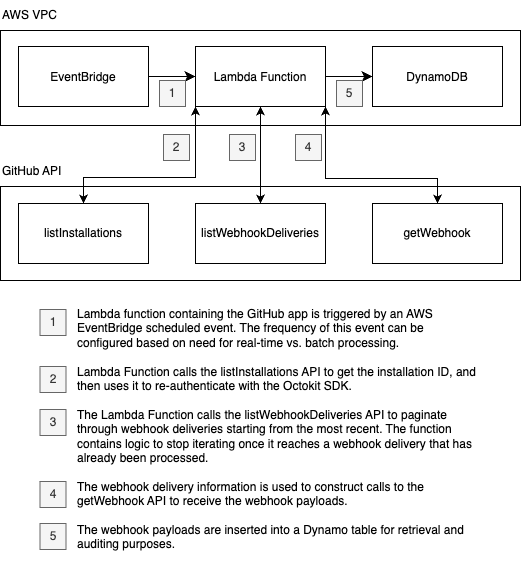 AWS VPC
EventBridge
Lambda Function
DynamoDB
1
5
2
3
4
GitHub API
listInstallations
listWebhookDeliveries
getWebhook
1
Lambda function containing the GitHub app is triggered by an AWS
EventBridge scheduled event. The frequency of this event can be
configured based on need for real-time vs. batch processing.
2
Lambda Function calls the listInstallations API to get the installation ID, and
then uses it to re-authenticate with the Octokit SDK.
3
The Lambda Function calls the listWebhookDeliveries API to paginate
through webhook deliveries starting from the most recent. The function
contains logic to stop iterating once it reaches a webhook delivery that has
already been processed.
4
The webhook delivery information is used to construct calls to the
getWebhook API to receive the webhook payloads.
5
The webhook payloads are inserted into a Dynamo table for retrieval and
auditing purposes.